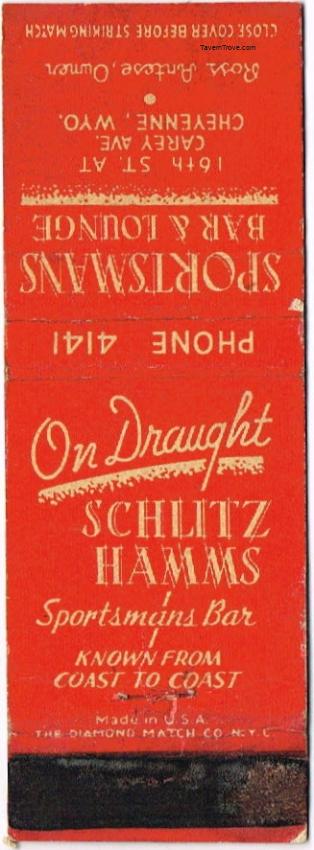 CLOSE COVER BEFORE STRIKING MATCH
TavernTrove.com
Ross Antese, Owner
16th ST. AT
CAREY AVE.
CHEYENNE, WYO.
SPORTSMANS
BAR & LOUNGE
PHONE 4141
On Draught
SCHLITZ
HAMMS
Sportsmans Bar
KNOWN FROM
COAST TO COAST
Made in U.S.A.
THE DIAMOND MATCH CO. N.Y.C.